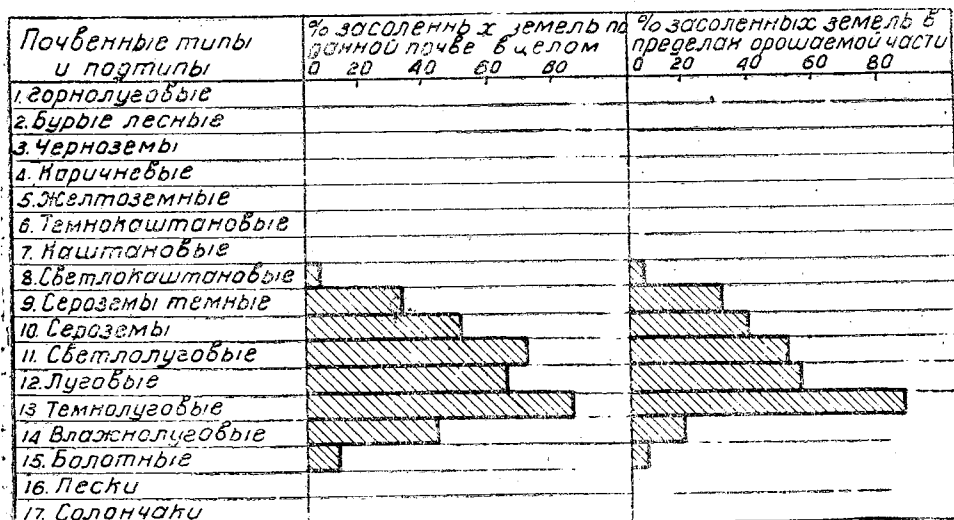 Почвенные типы
и подтипы
% засоленны х земель по
данной почве в целом
0 20 40 60 80
% засоленных земель в
пределах орошаемой части
0 20 40 60 80
1. Горнолуговые
2. Бурые лесные
3. Черноземы
4. Каричневые
5. Желтоземные
6. Темнокаштановые
7. Каштановые
8. Светлокаштановые
9. Сероземы темные
10. Сероземы
11. Светлолуговые
12. Луговые
13 Темнолуговые
14 Влажнолуговые
15. Болотные
16. Пески
17. Солончаки